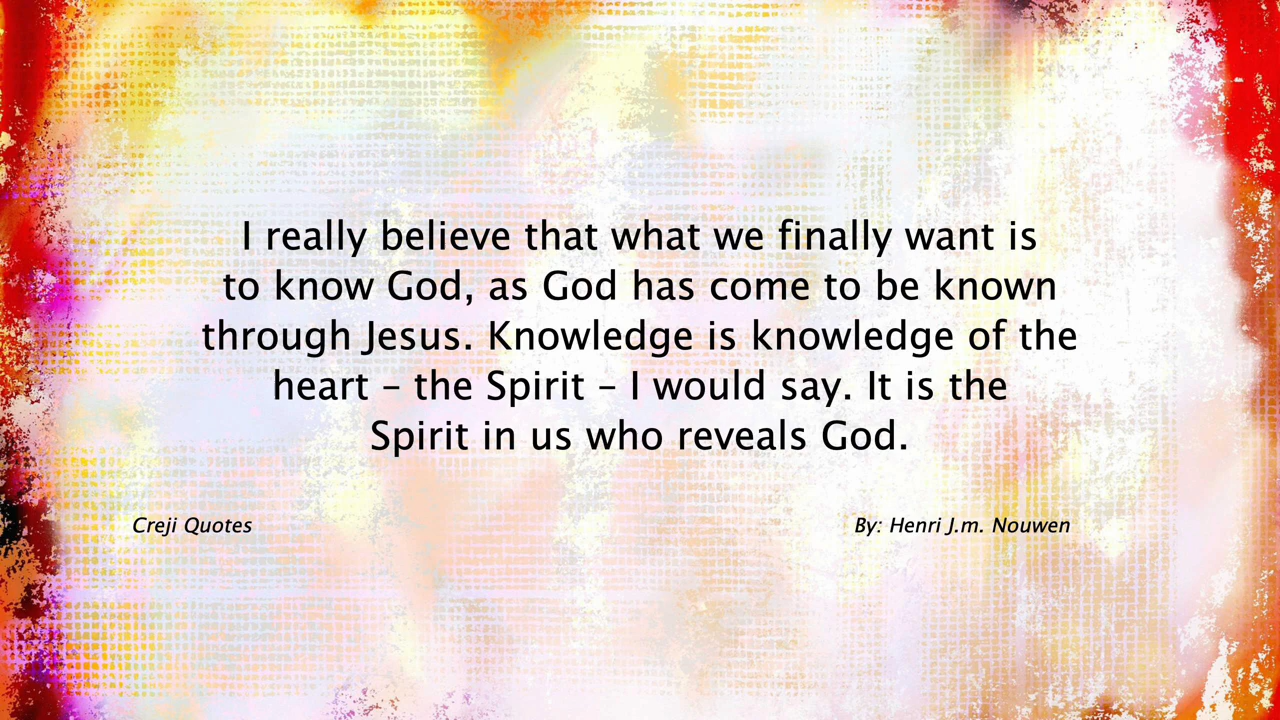 I really believe that what we finally want is
to know God, as God has come to be known
through Jesus. Knowledge is knowledge of the
heart – the Spirit – I would say. It is the
Spirit in us who reveals God.
Creji Quotes
By: Henri J.m. Nouwen